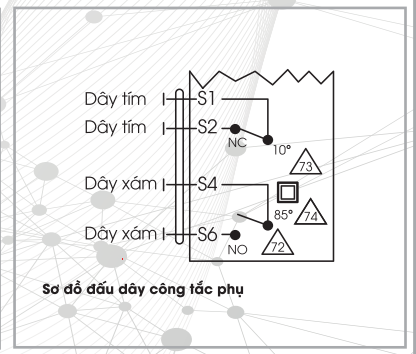 Dây tím S1
Dây tím S2
NC
10°
73
Dây xám S4
85°
74
Dây xám S6
NO
72
Sơ đồ đấu dây công tắc phụ